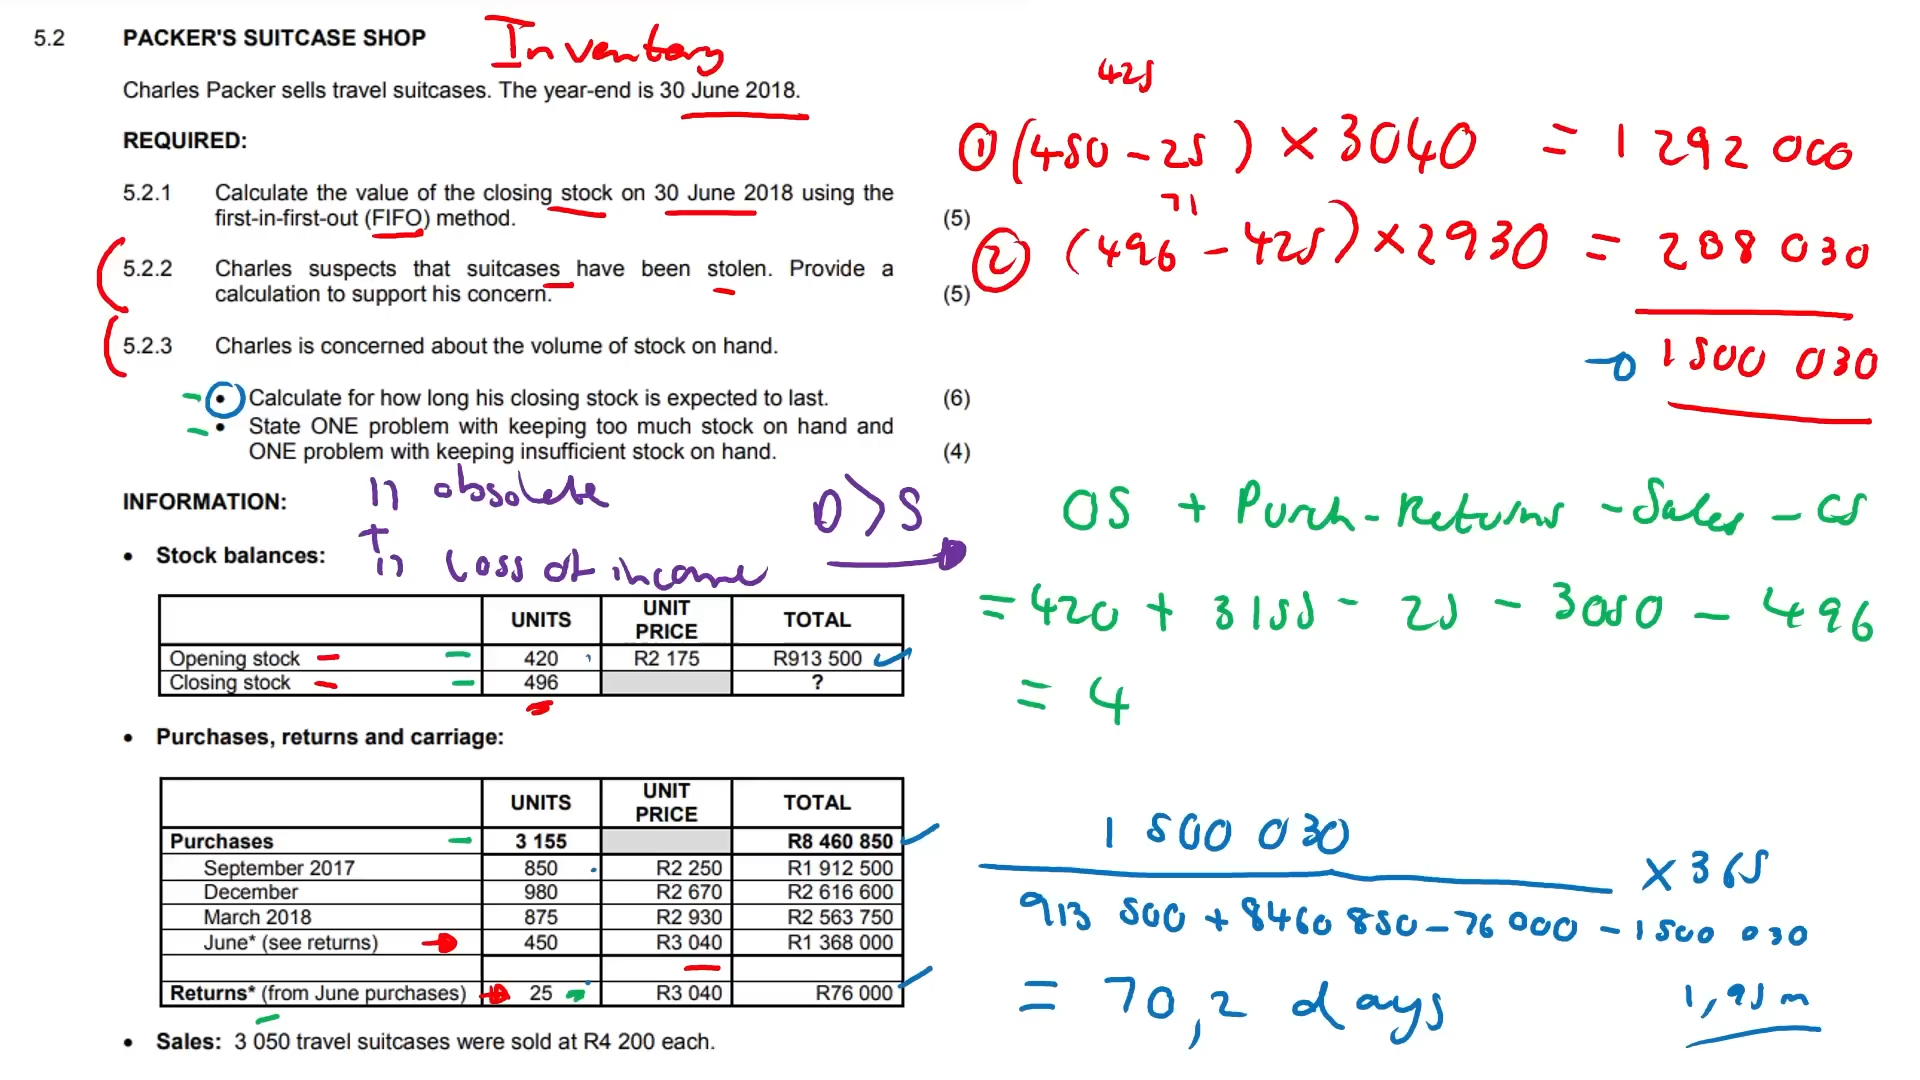 5.2 PACKER'S SUITCASE SHOP
Inventory
Charles Packer sells travel suitcases. The year-end is 30 June 2018.
REQUIRED:
5.2.1 Calculate the value of the closing stock on 30 June 2018 using the
first-in-first-out (FIFO) method. (5)
5.2.2 Charles suspects that suitcases have been stolen. Provide a
calculation to support his concern. (5)
5.2.3 Charles is concerned about the volume of stock on hand.
• Calculate for how long his closing stock is expected to last. (6)
• State ONE problem with keeping too much stock on hand and
ONE problem with keeping insufficient stock on hand. (4)
INFORMATION:
1) obsolete
D > S
• Stock balances:
1) Loss of income
UNITS UNIT PRICE TOTAL
Opening stock 420 R2 175 R913 500
Closing stock 496 ?
• Purchases, returns and carriage:
UNITS UNIT PRICE TOTAL
Purchases 3 155 R8 460 850
September 2017 850 R2 250 R1 912 500
December 980 R2 670 R2 616 600
March 2018 875 R2 930 R2 563 750
June* (see returns) 450 R3 040 R1 368 000
Returns* (from June purchases) 25 R3 040 R76 000
• Sales: 3 050 travel suitcases were sold at R4 200 each.
425
① (450 - 25) × 3040 = 1 292 000
71
② (496 - 425) × 2930 = 208 030
1 500 030
OS + Purch - Returns - Sales - CS
= 420 + 3155 - 25 - 3050 - 496
= 4
1 500 030
× 365
913 500 + 8460 850 - 76 000 - 1 500 030
= 70,2 days
1,95 m